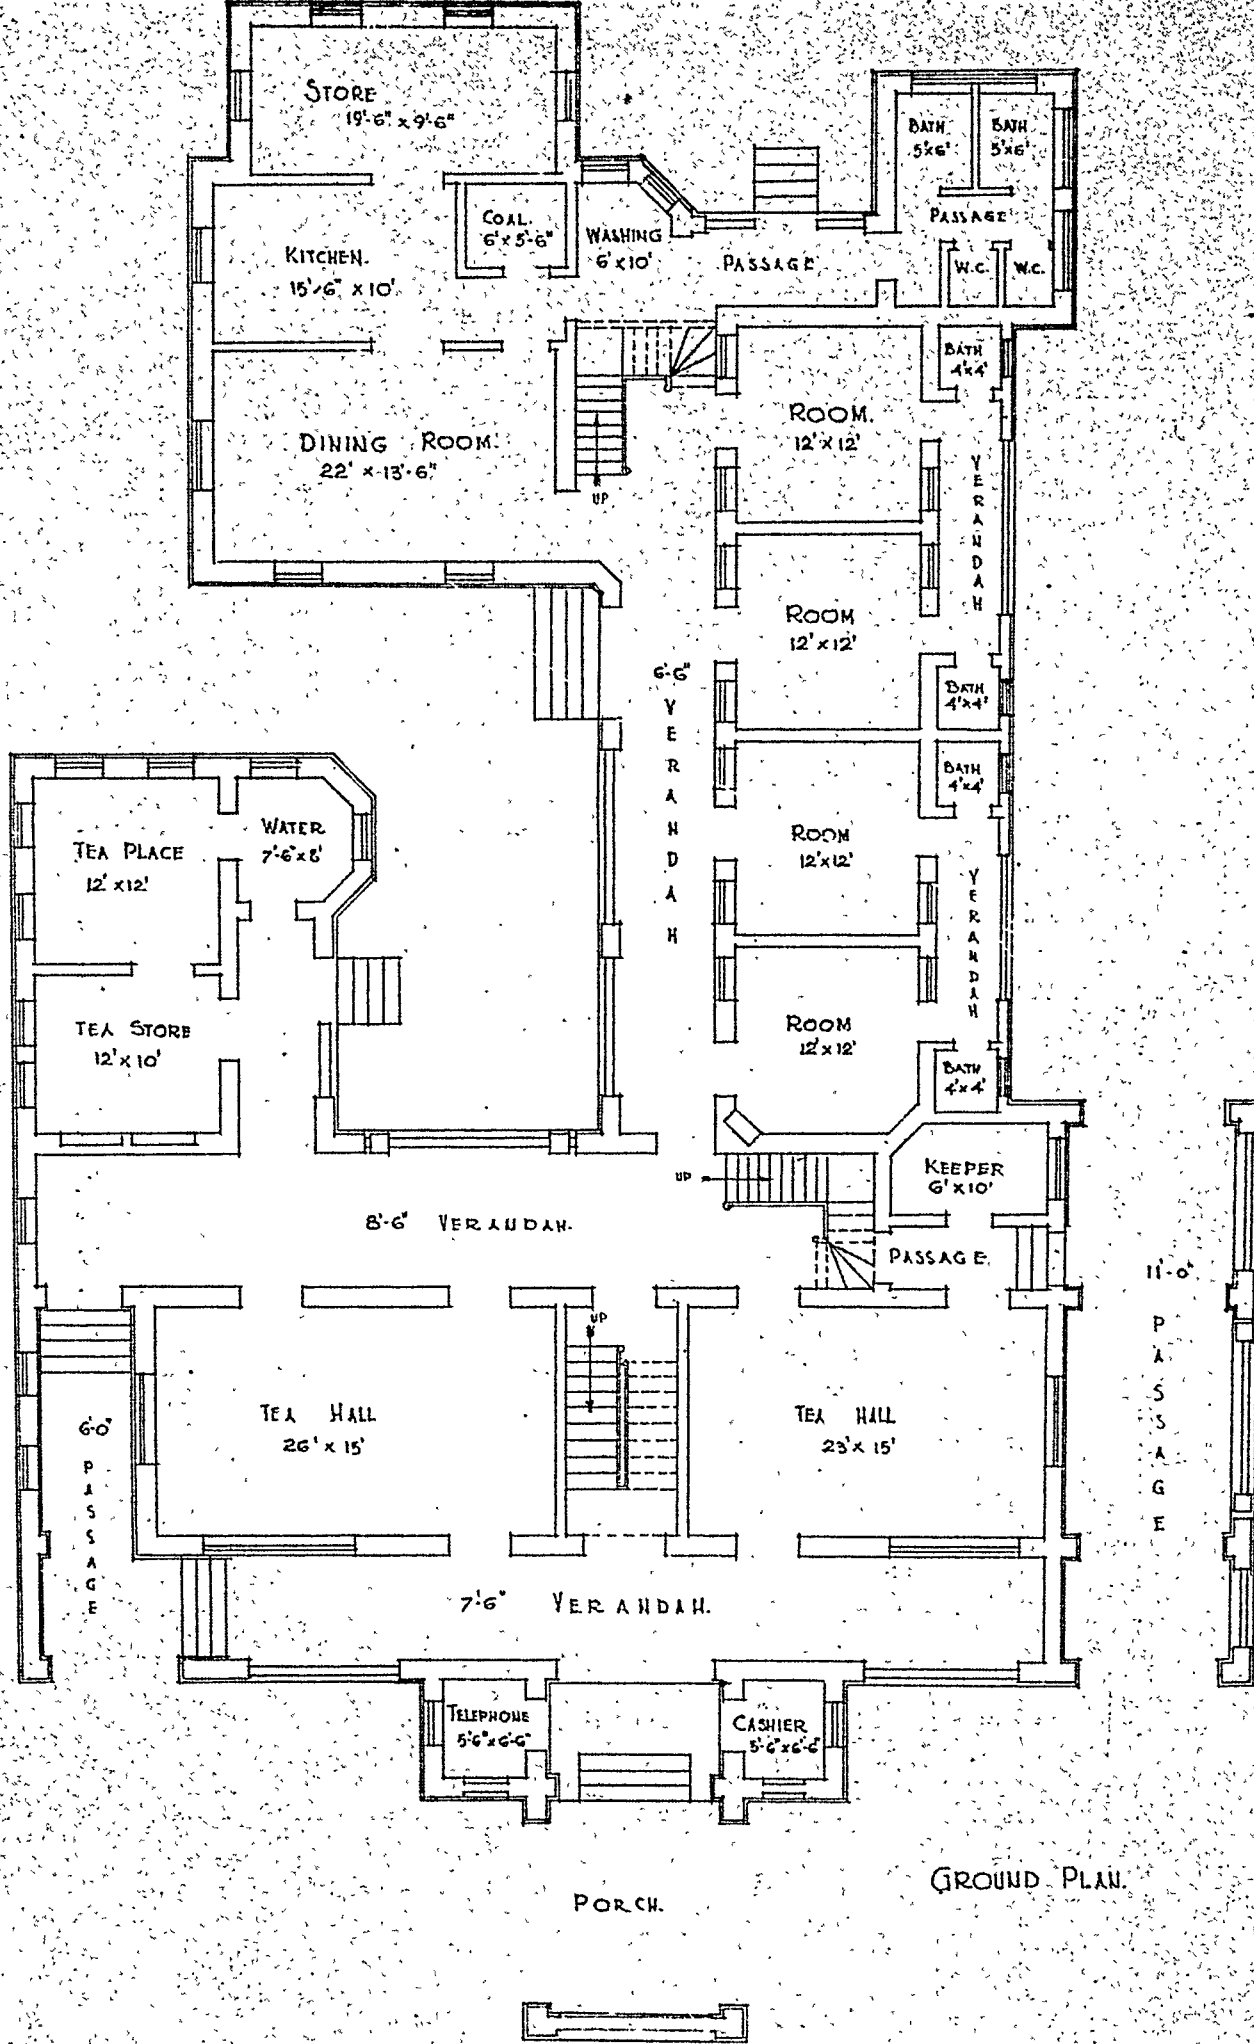 STORE
19'-6" x 9'-6"
BATH
5'x6'
BATH
5'x6'
PASSAGE
W.C.
W.C.
COAL.
6' x 5'-6"
WASHING
6' x 10'
PASSAGE
KITCHEN.
15'-6" x 10'
BATH
4'x4'
ROOM.
12' x 12'
DINING ROOM.
22' x 13'-6"
UP
VERANDAH
ROOM
12' x 12'
6'-6"
VERANDAH
BATH
4'x4'
BATH
4'x4'
ROOM
12' x 12'
WATER
7'-6" x 8'
TEA PLACE
12' x 12'
VERANDAH
TEA STORE
12' x 10'
ROOM
12' x 12'
BATH
4'x4'
KEEPER
6' x 10'
UP
8'-6" VERANDAH.
PASSAGE.
11'-0"
PASSAGE
UP
TEA HALL
26' x 15'
TEA HALL
23' x 15'
6'-0"
PASSAGE
7'-6" VERANDAH.
TELEPHONE
5'-6" x 6'-6"
CASHIER
5'-6" x 6'-6"
GROUND PLAN.
PORCH.